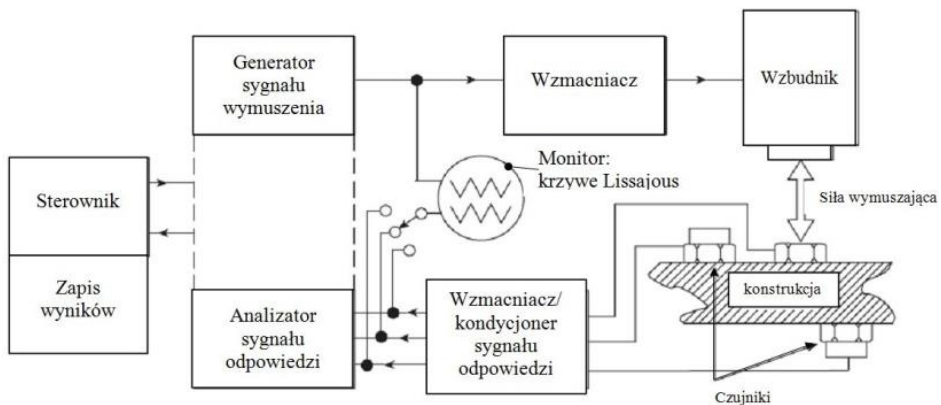 Generator
sygnału
wymuszenia
Wzmacniacz
Wzbudnik
Monitor:
krzywe Lissajous
Siła wymuszająca
Sterownik
Zapis
wyników
Analizator
sygnału
odpowiedzi
Wzmacniacz/
kondycjoner
sygnału
odpowiedzi
konstrukcja
Czujniki